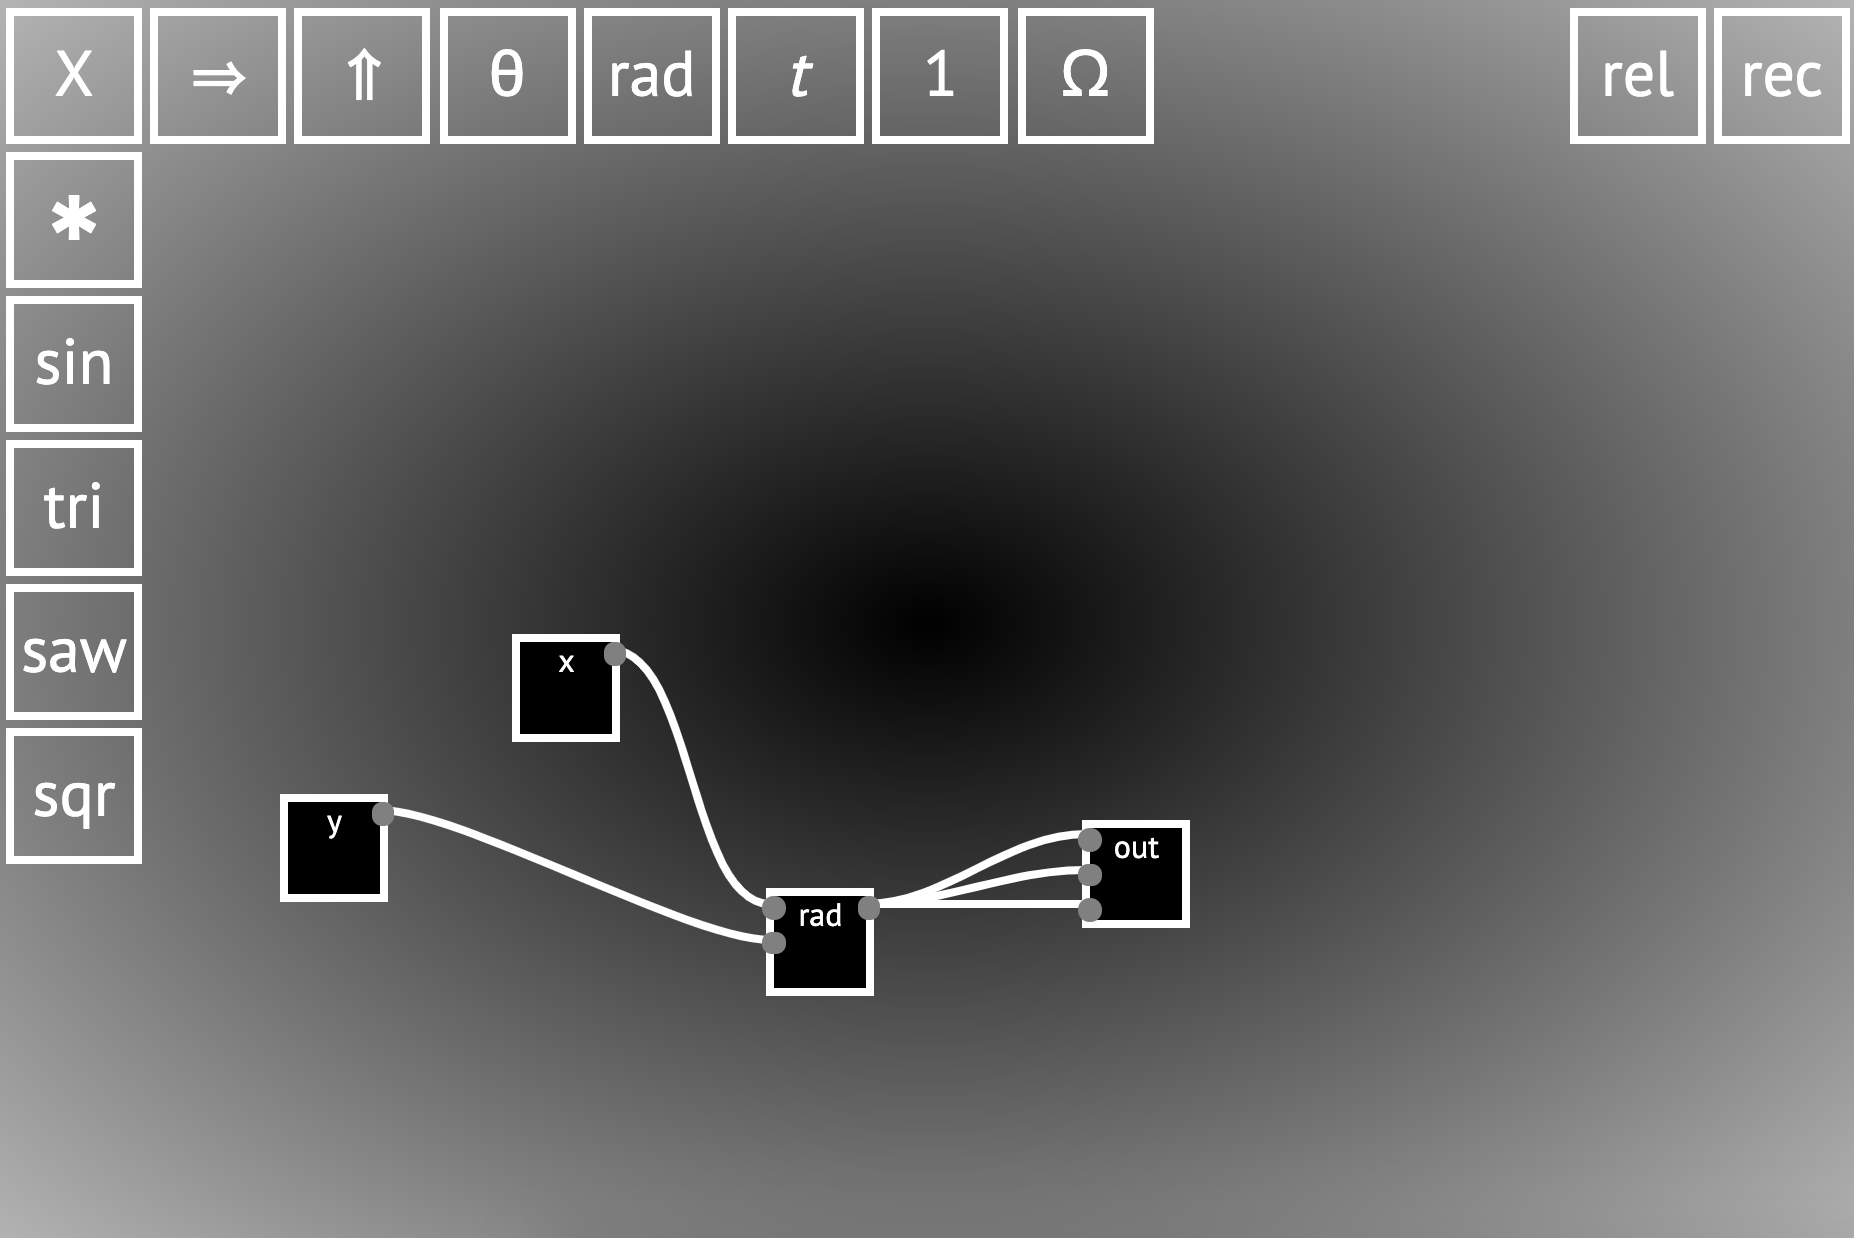 X ⇒ ⇑ θ rad t 1 Ω rel rec
✱
sin
tri
saw
sqr
x
y
out
rad